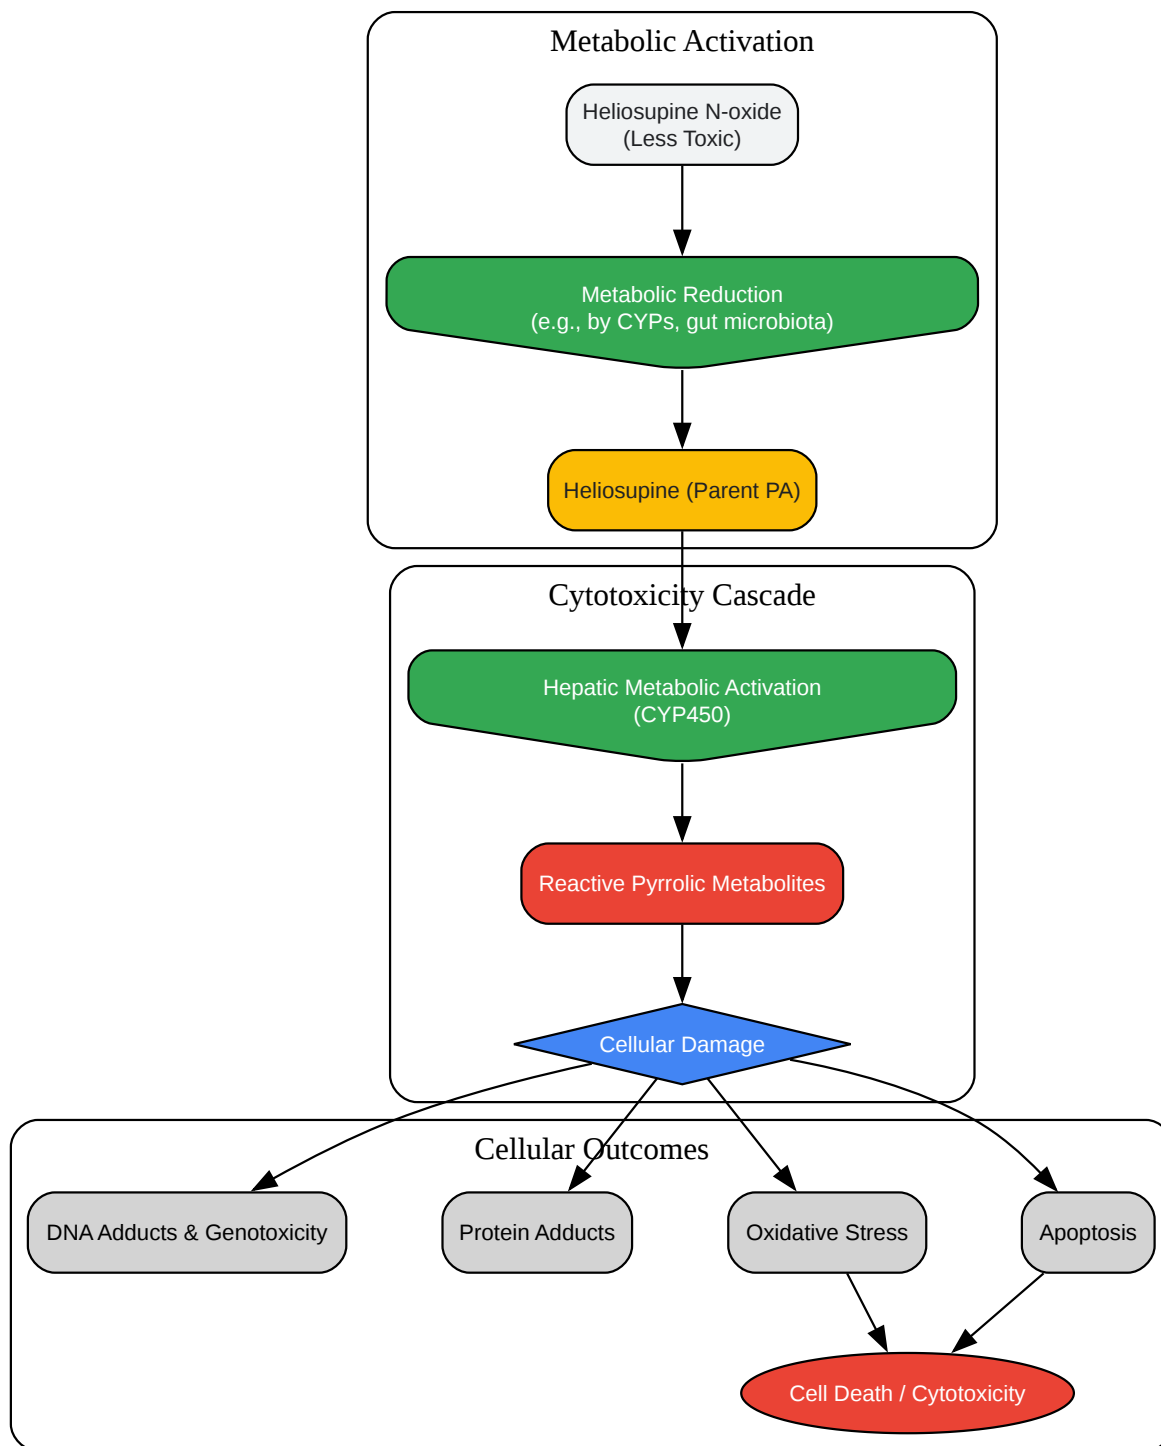 Metabolic Activation
Heliosupine N-oxide
(Less Toxic)
Metabolic Reduction
(e.g., by CYPs, gut microbiota)
Heliosupine (Parent PA)
Cytotoxicity Cascade
Hepatic Metabolic Activation
(CYP450)
Reactive Pyrrolic Metabolites
Cellular Damage
Cellular Outcomes
DNA Adducts & Genotoxicity
Protein Adducts
Oxidative Stress
Apoptosis
Cell Death / Cytotoxicity